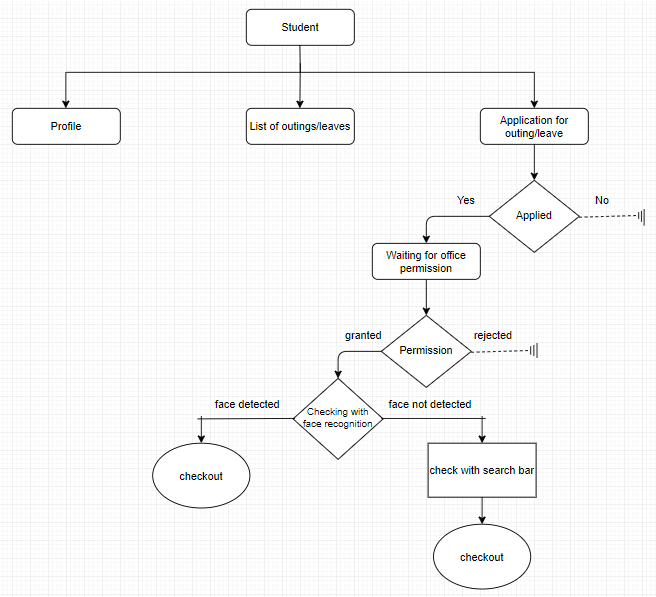 Student
Profile
List of outings/leaves
Application for
outing/leave
Yes
No
Applied
Waiting for office
permission
granted
rejected
Permission
face detected
Checking with
face recognition
face not detected
checkout
check with search bar
checkout